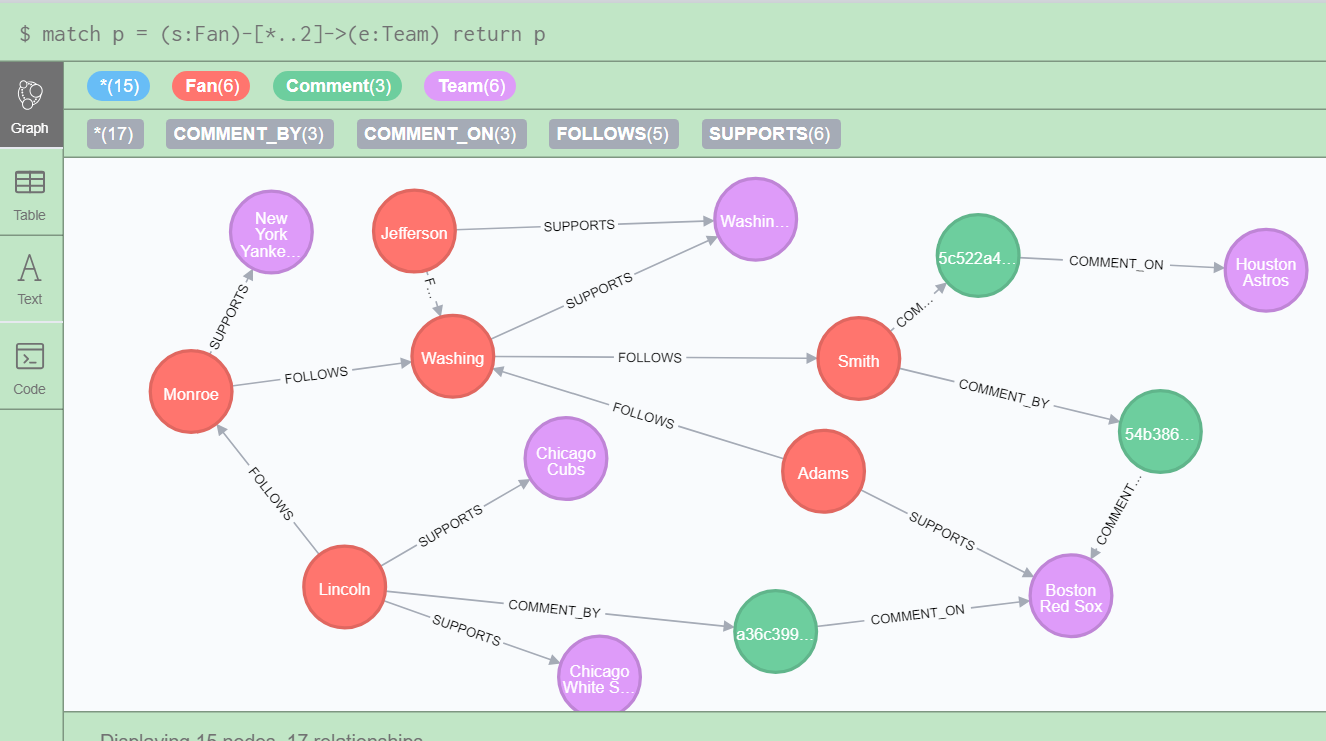 $ match p = (s:Fan)-[*..2]->(e:Team) return p
*(15) Fan(6) Comment(3) Team(6)
*(17) COMMENT_BY(3) COMMENT_ON(3) FOLLOWS(5) SUPPORTS(6)
Graph
Table
Text
Code
New
York
Yanke...
Jefferson
SUPPORTS
Washin...
F...
SUPPORTS
SUPPORTS
5c522a4...
COMMENT_ON
Houston
Astros
COM...
Monroe
FOLLOWS
Washing
FOLLOWS
Smith
COMMENT_BY
54b386...
FOLLOWS
Adams
Chicago
Cubs
FOLLOWS
SUPPORTS
SUPPORTS
COMMENT...
Lincoln
COMMENT_BY
a36c399...
COMMENT_ON
Boston
Red Sox
SUPPORTS
Chicago
White S...
Displaying 15 nodes, 17 relationships.